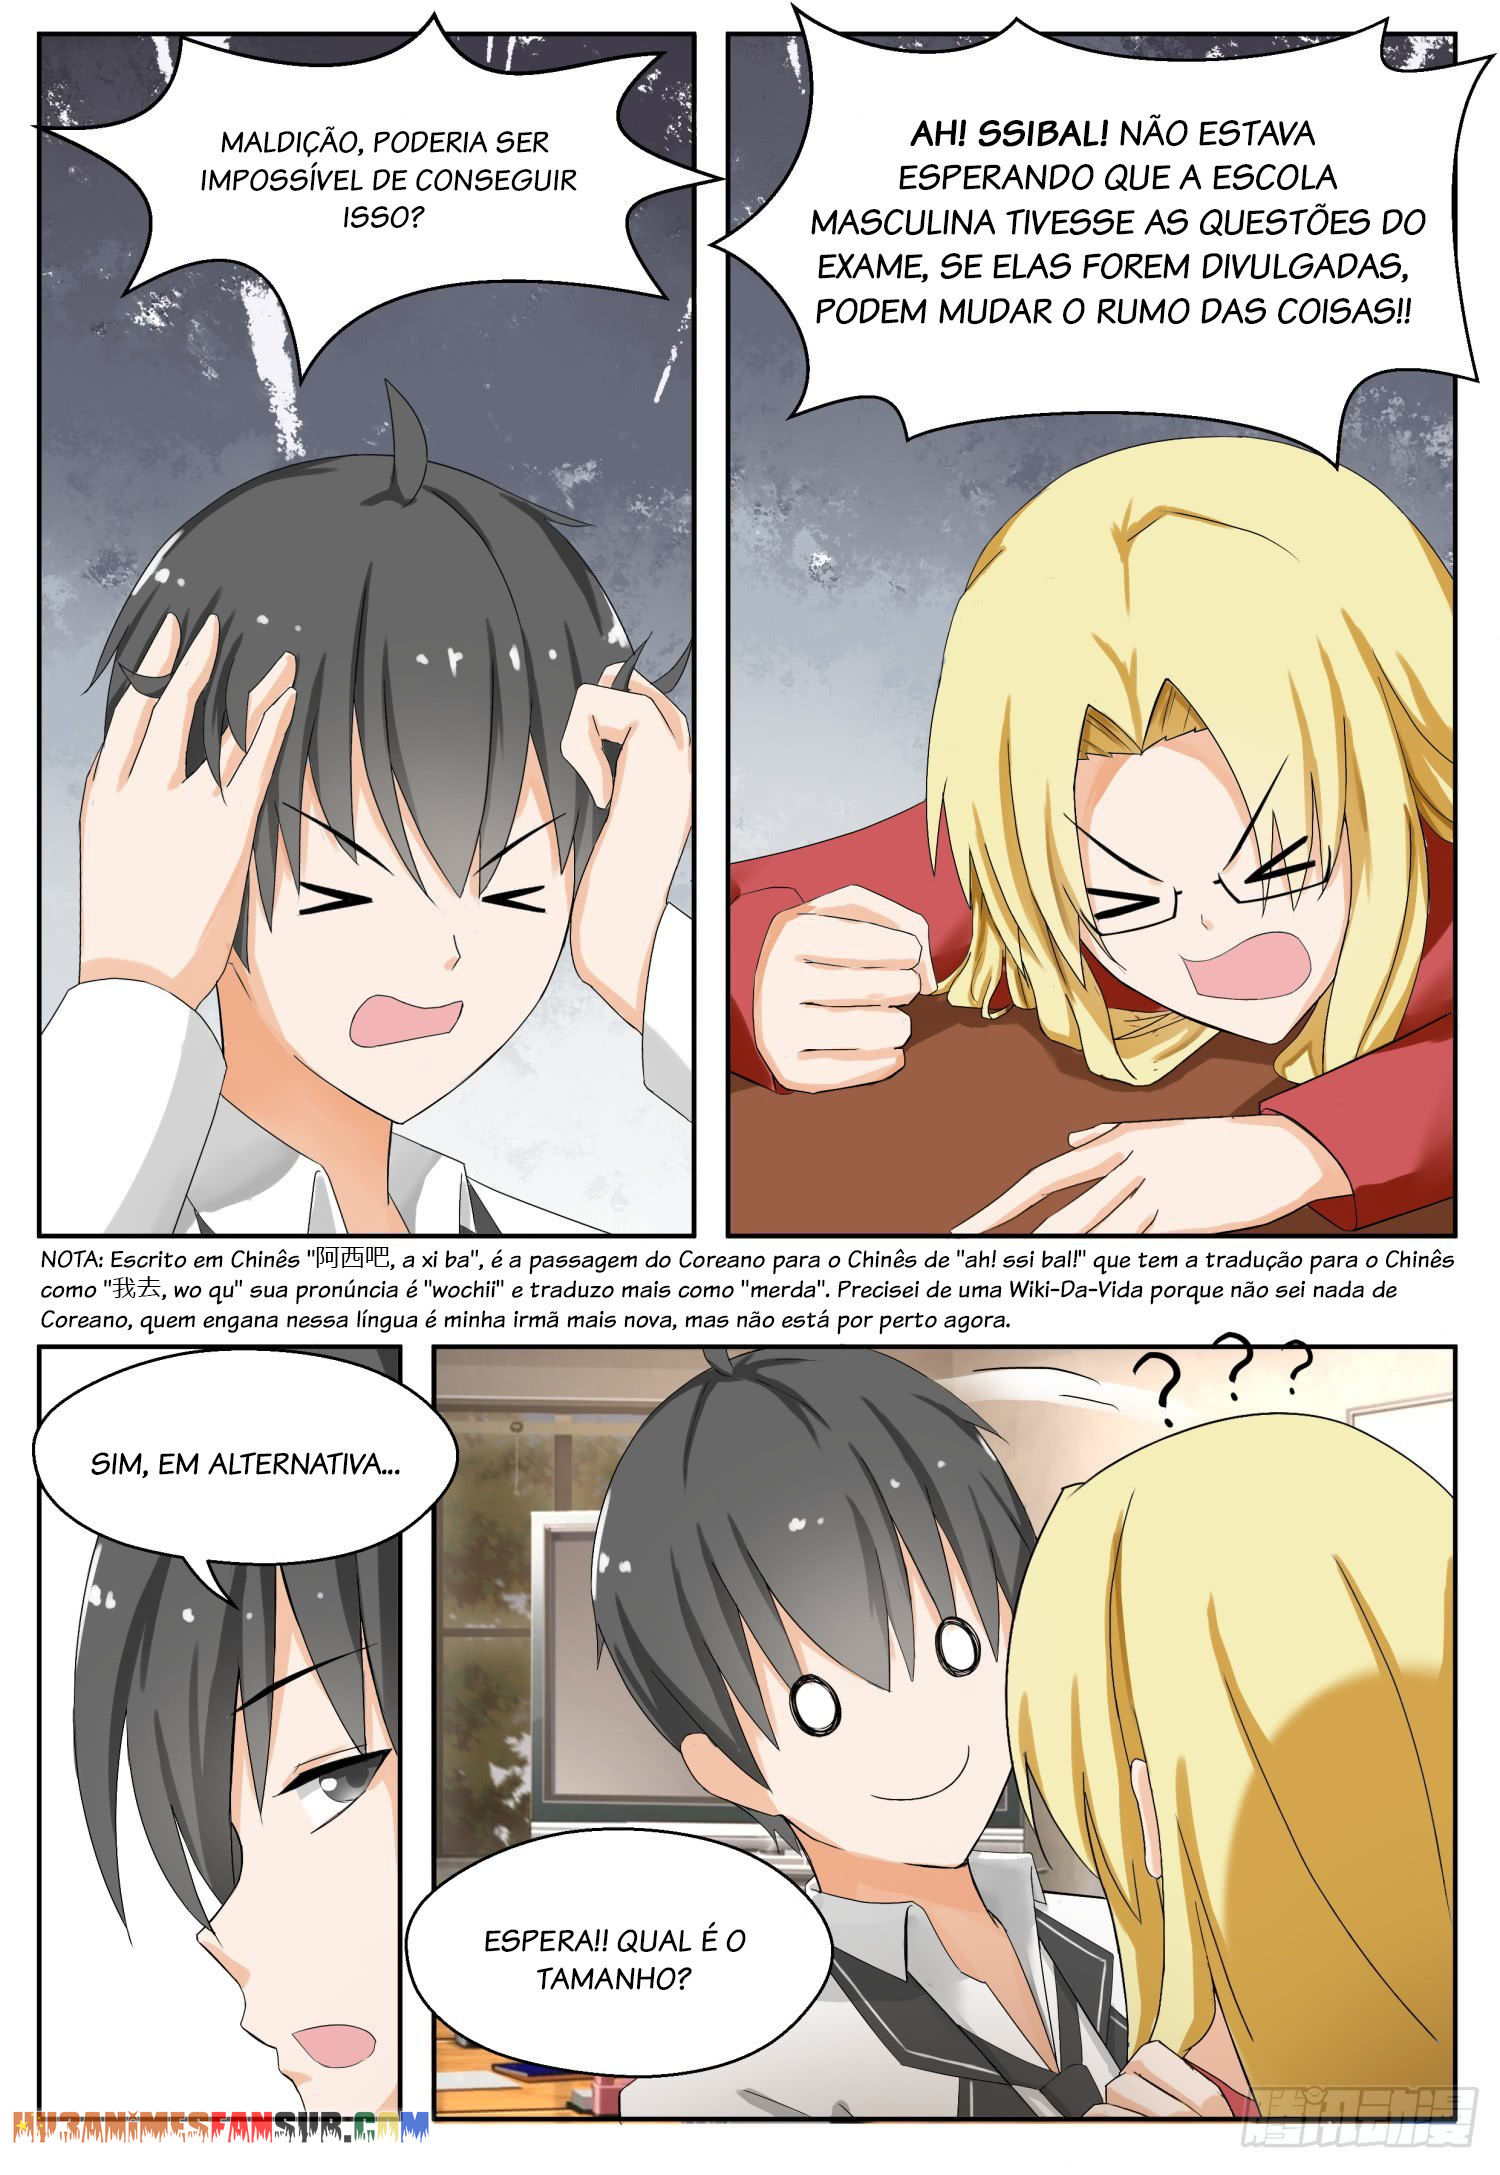 MALDIÇÃO, PODERIA SER
IMPOSSÍVEL DE CONSEGUIR
ISSO?
AH! SSIBAL! NÃO ESTAVA
ESPERANDO QUE A ESCOLA
MASCULINA TIVESSE AS QUESTÕES DO
EXAME, SE ELAS FOREM DIVULGADAS,
PODEM MUDAR O RUMO DAS COISAS!!
NOTA: Escrito em Chinês "阿西吧, a xi ba", é a passagem do Coreano para o Chinês de "ah! ssi bal!" que tem a tradução para o Chinês
como "我去, wo qu" sua pronúncia é "wochii" e traduzo mais como "merda". Precisei de uma Wiki-Da-Vida porque não sei nada de
Coreano, quem engana nessa língua é minha irmã mais nova, mas não está por perto agora.
SIM, EM ALTERNATIVA...
? ? ?
ESPERA!! QUAL É O
TAMANHO?
HU3ANIMESFANSUB.COM
腾讯动漫